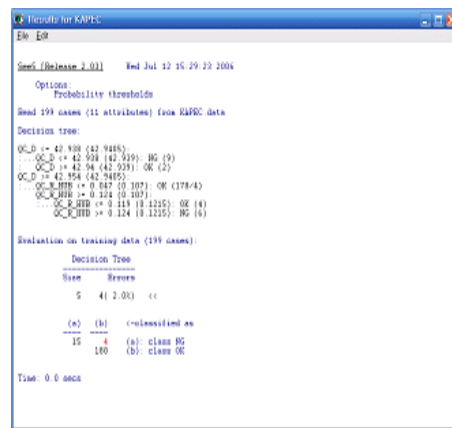 Results for KAPEC
File Edit
See5 [Release 2.03] Wed Jul 12 15:29:22 2006
Options:
Probability thresholds
Read 199 cases (11 attributes) from KAPEC.data
Decision tree:
QC_D <= 42.938 (42.9485):
:...QC_D <= 42.938 (42.939): NG (9)
: QC_D >= 42.94 (42.939): OK (2)
QC_D >= 42.954 (42.9485):
:...QC_R_HUB <= 0.047 (0.107): OK (178/4)
QC_R_HUB >= 0.124 (0.107):
:...QC_R_HUB <= 0.119 (0.1215): OK (4)
QC_R_HUB >= 0.124 (0.1215): NG (6)
Evaluation on training data (199 cases):
Decision Tree
Size Errors
5 4( 2.0%) <<
(a) (b) <-classified as
15 4 (a): class NG
180 (b): class OK
Time: 0.0 secs